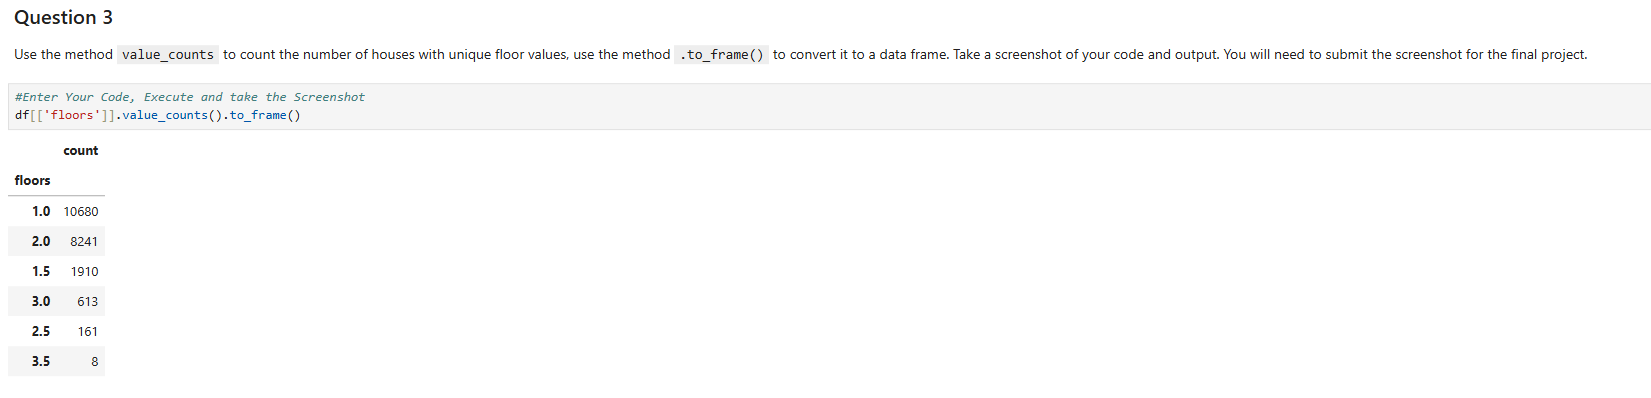 Question 3
Use the method value_counts to count the number of houses with unique floor values, use the method .to_frame() to convert it to a data frame. Take a screenshot of your code and output. You will need to submit the screenshot for the final project.
#Enter Your Code, Execute and take the Screenshot
df[['floors']].value_counts().to_frame()
count
floors
1.0 10680
2.0 8241
1.5 1910
3.0 613
2.5 161
3.5 8